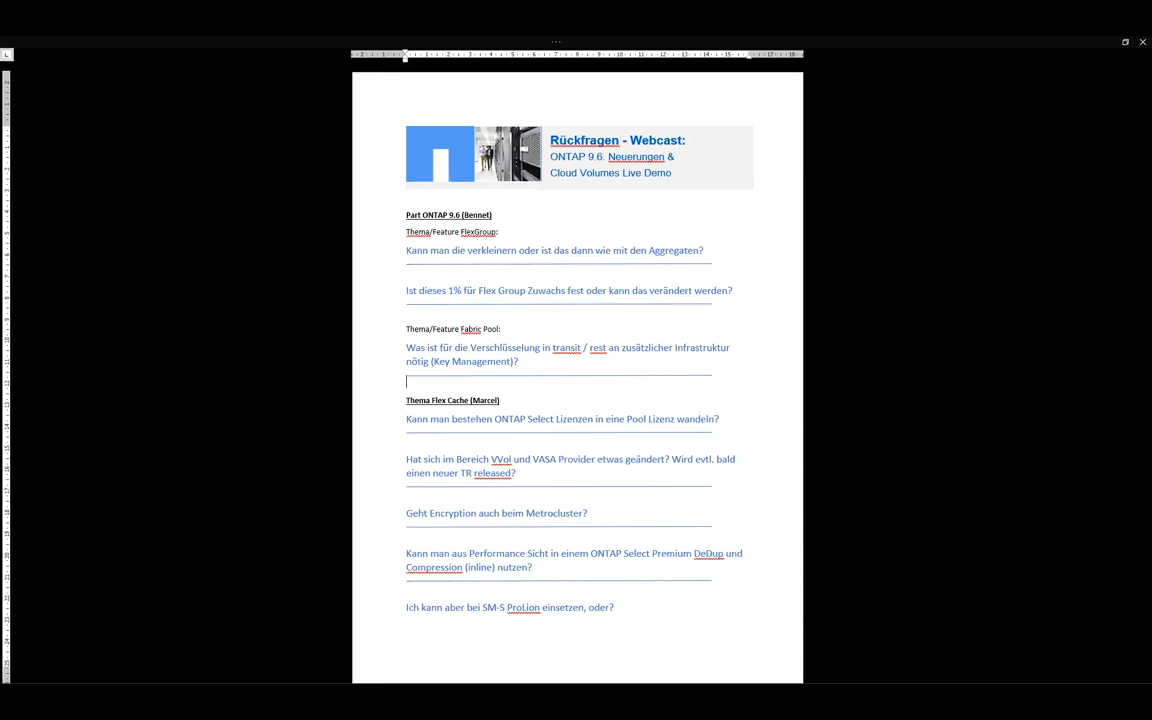 Rückfragen - Webcast:
ONTAP 9.6. Neuerungen &
Cloud Volumes Live Demo
Part ONTAP 9.6 (Bennet)
Thema/Feature FlexGroup:
Kann man die verkleinern oder ist das dann wie mit den Aggregaten?
Ist dieses 1% für Flex Group Zuwachs fest oder kann das verändert werden?
Thema/Feature Fabric Pool:
Was ist für die Verschlüsselung in transit / rest an zusätzlicher Infrastruktur
nötig (Key Management)?
Thema Flex Cache (Marcel)
Kann man bestehen ONTAP Select Lizenzen in eine Pool Lizenz wandeln?
Hat sich im Bereich VVol und VASA Provider etwas geändert? Wird evtl. bald
einen neuer TR released?
Geht Encryption auch beim Metrocluster?
Kann man aus Performance Sicht in einem ONTAP Select Premium DeDup und
Compression (inline) nutzen?
Ich kann aber bei SM-S ProLion einsetzen, oder?